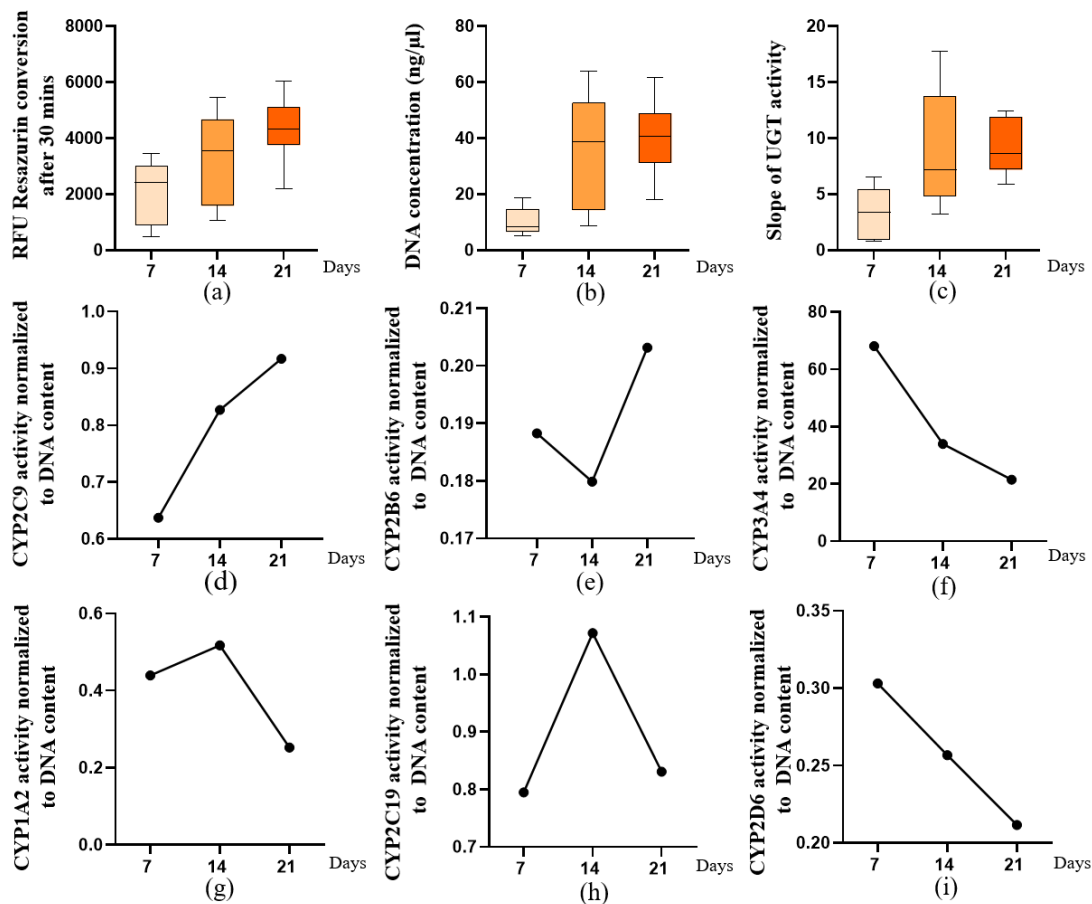 RFU Resazurin conversion
after 30 mins
8000
6000
4000
2000
0
7 14 21 Days
(a)
DNA concentration (ng/µl)
80
60
40
20
0
7 14 21 Days
(b)
Slope of UGT activity
20
15
10
5
0
7 14 21 Days
(c)
CYP2C9 activity normalized
to DNA content
1.0
0.9
0.8
0.7
0.6
7 14 21 Days
(d)
CYP2B6 activity normalized
to DNA content
0.21
0.20
0.19
0.18
0.17
7 14 21 Days
(e)
CYP3A4 activity normalized
to DNA content
80
60
40
20
0
7 14 21 Days
(f)
CYP1A2 activity normalized
to DNA content
0.6
0.4
0.2
0.0
7 14 21 Days
(g)
CYP2C19 activity normalized
to DNA content
1.1
1.0
0.9
0.8
0.7
7 14 21 Days
(h)
CYP2D6 activity normalized
to DNA content
0.35
0.30
0.25
0.20
7 14 21 Days
(i)